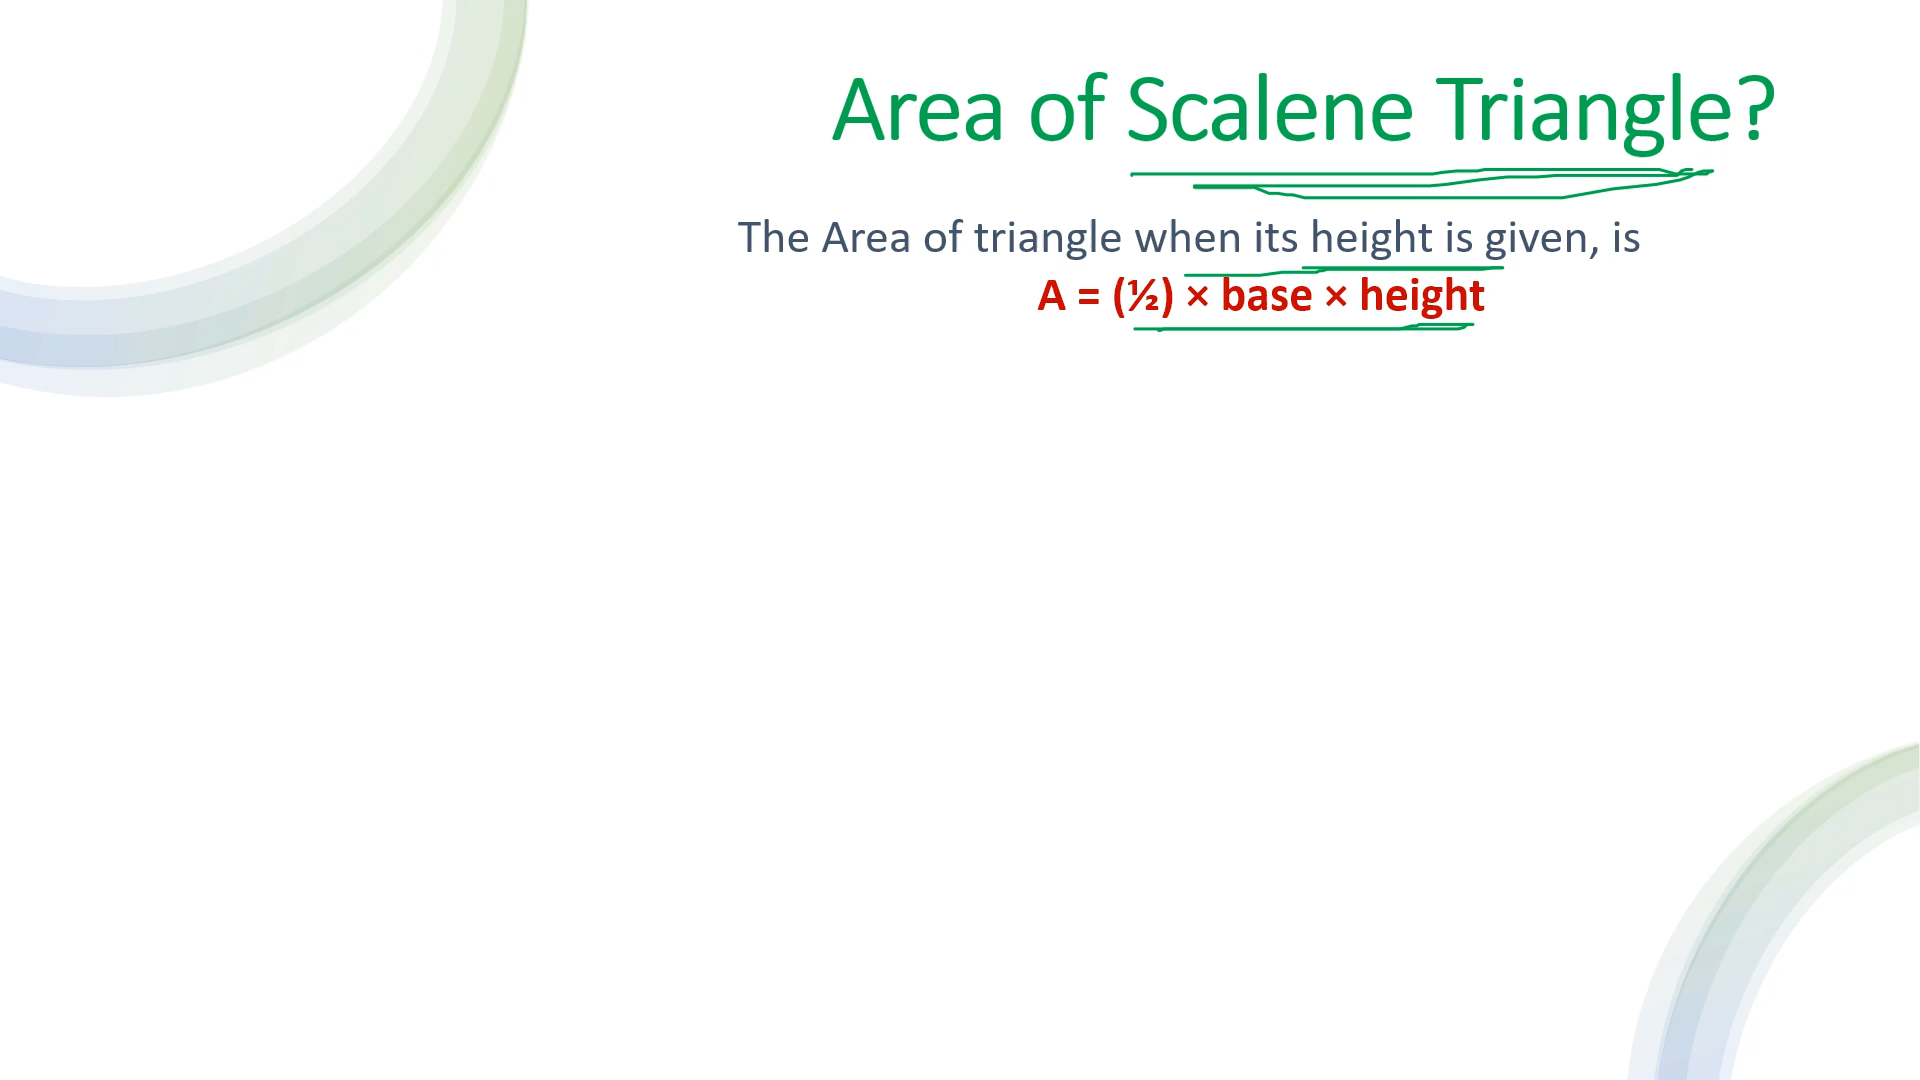 Area of Scalene Triangle?
The Area of triangle when its height is given, is
A = (½) × base × height